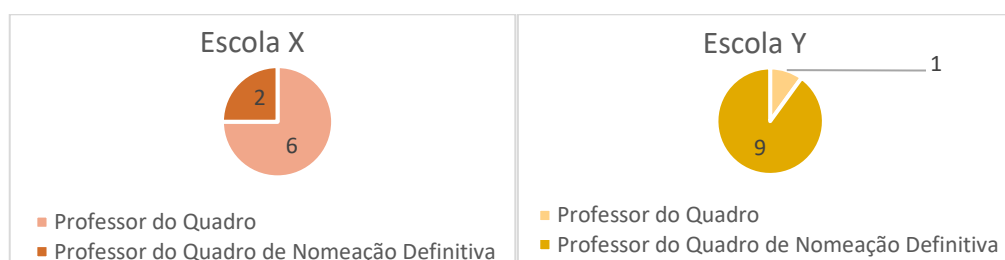 Escola X
2
6
Professor do Quadro
Professor do Quadro de Nomeação Definitiva
Escola Y
1
9
Professor do Quadro
Professor do Quadro de Nomeação Definitiva